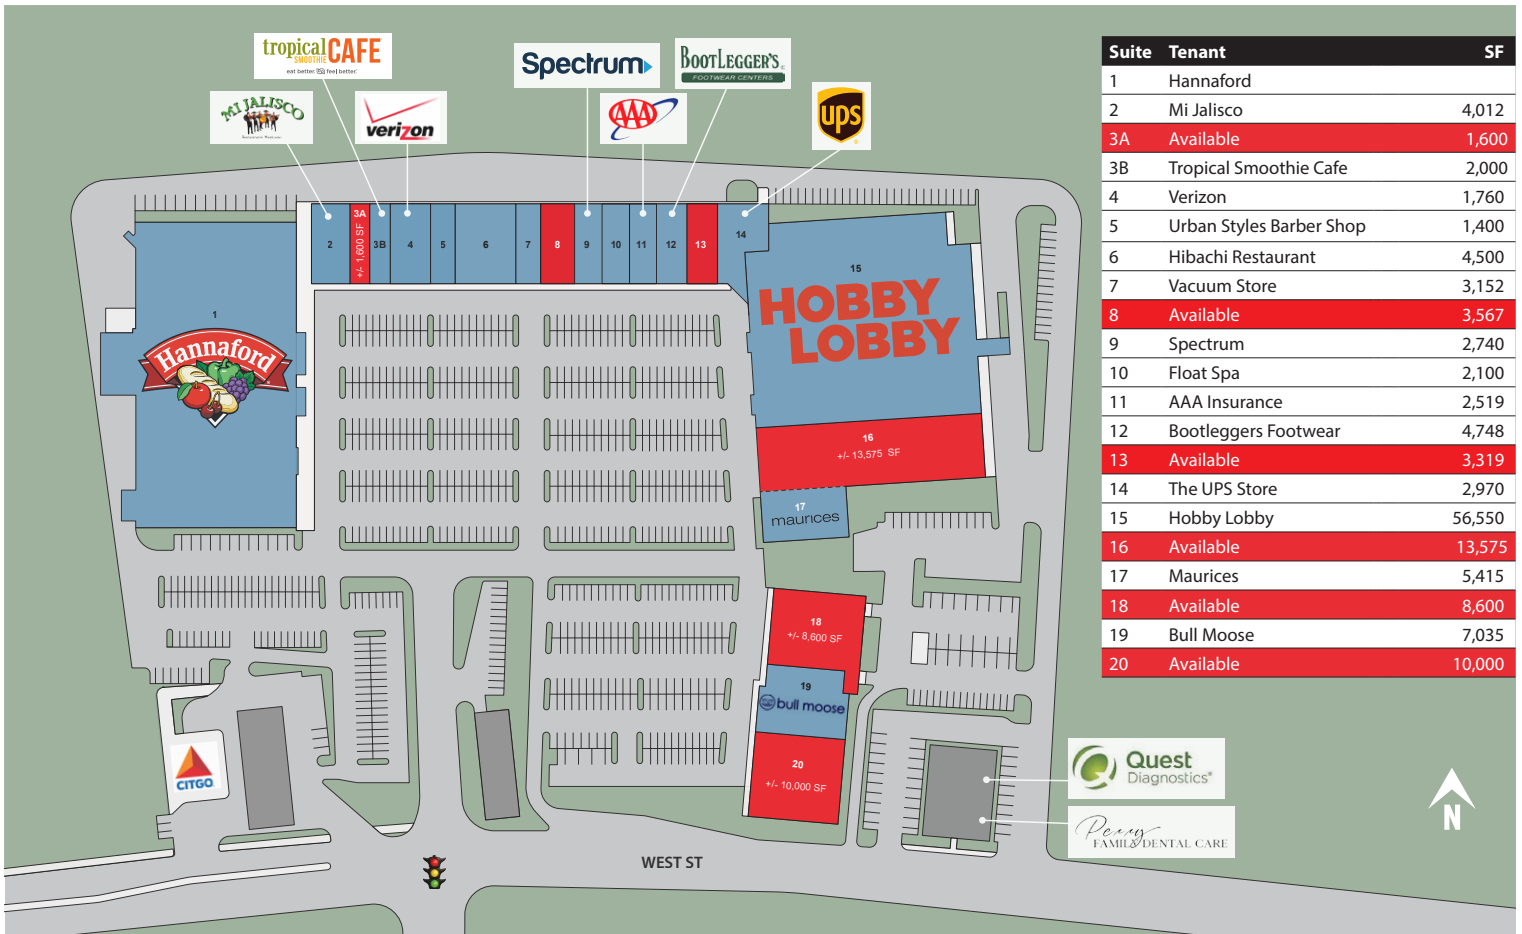 tropical CAFE
SMOOTHIE
eat better. feel better.
Spectrum
BOOTLEGGER'S
FOOTWEAR CENTERS
MI JALISCO
verizon
AAA
ups
Suite Tenant SF
1 Hannaford
2 Mi Jalisco 4,012
3A Available 1,600
3B Tropical Smoothie Cafe 2,000
4 Verizon 1,760
5 Urban Styles Barber Shop 1,400
6 Hibachi Restaurant 4,500
7 Vacuum Store 3,152
8 Available 3,567
9 Spectrum 2,740
10 Float Spa 2,100
11 AAA Insurance 2,519
12 Bootleggers Footwear 4,748
13 Available 3,319
14 The UPS Store 2,970
15 Hobby Lobby 56,550
16 Available 13,575
17 Maurices 5,415
18 Available 8,600
19 Bull Moose 7,035
20 Available 10,000
2
3A
+/- 1,600 SF
3B
4
5
6
7
8
9
10
11
12
13
14
1
Hannaford
15
HOBBY
LOBBY
16
+/- 13,575 SF
17
maurices
18
+/- 8,600 SF
19
bull moose
20
+/- 10,000 SF
CITGO
Quest
Diagnostics®
Perry
FAMILY DENTAL CARE
N
WEST ST